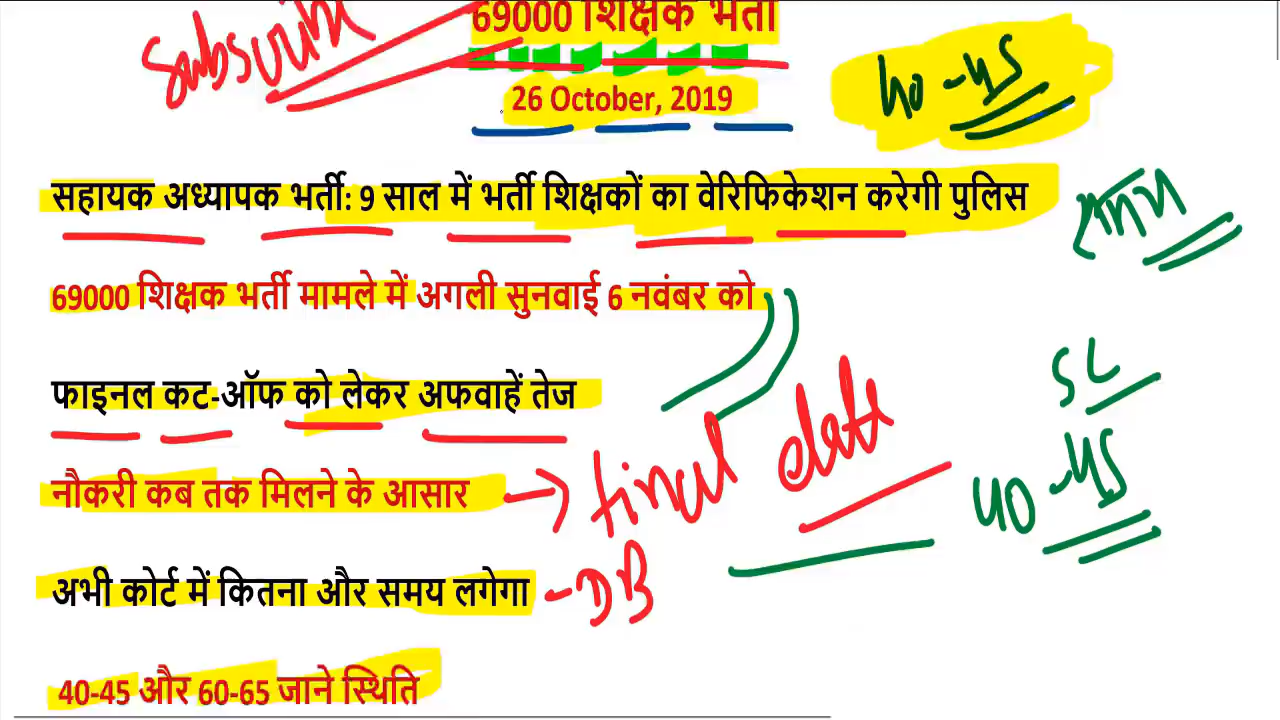 69000 शिक्षक भर्ती
Subscribe
26 October, 2019
40-45
सहायक अध्यापक भर्ती: 9 साल में भर्ती शिक्षकों का वेरिफिकेशन करेगी पुलिस
69000 शिक्षक भर्ती मामले में अगली सुनवाई 6 नवंबर को
फाइनल कट-ऑफ को लेकर अफवाहें तेज
SC
नौकरी कब तक मिलने के आसार
final date
40-45
अभी कोर्ट में कितना और समय लगेगा
-DB
40-45 और 60-65 जाने स्थिति